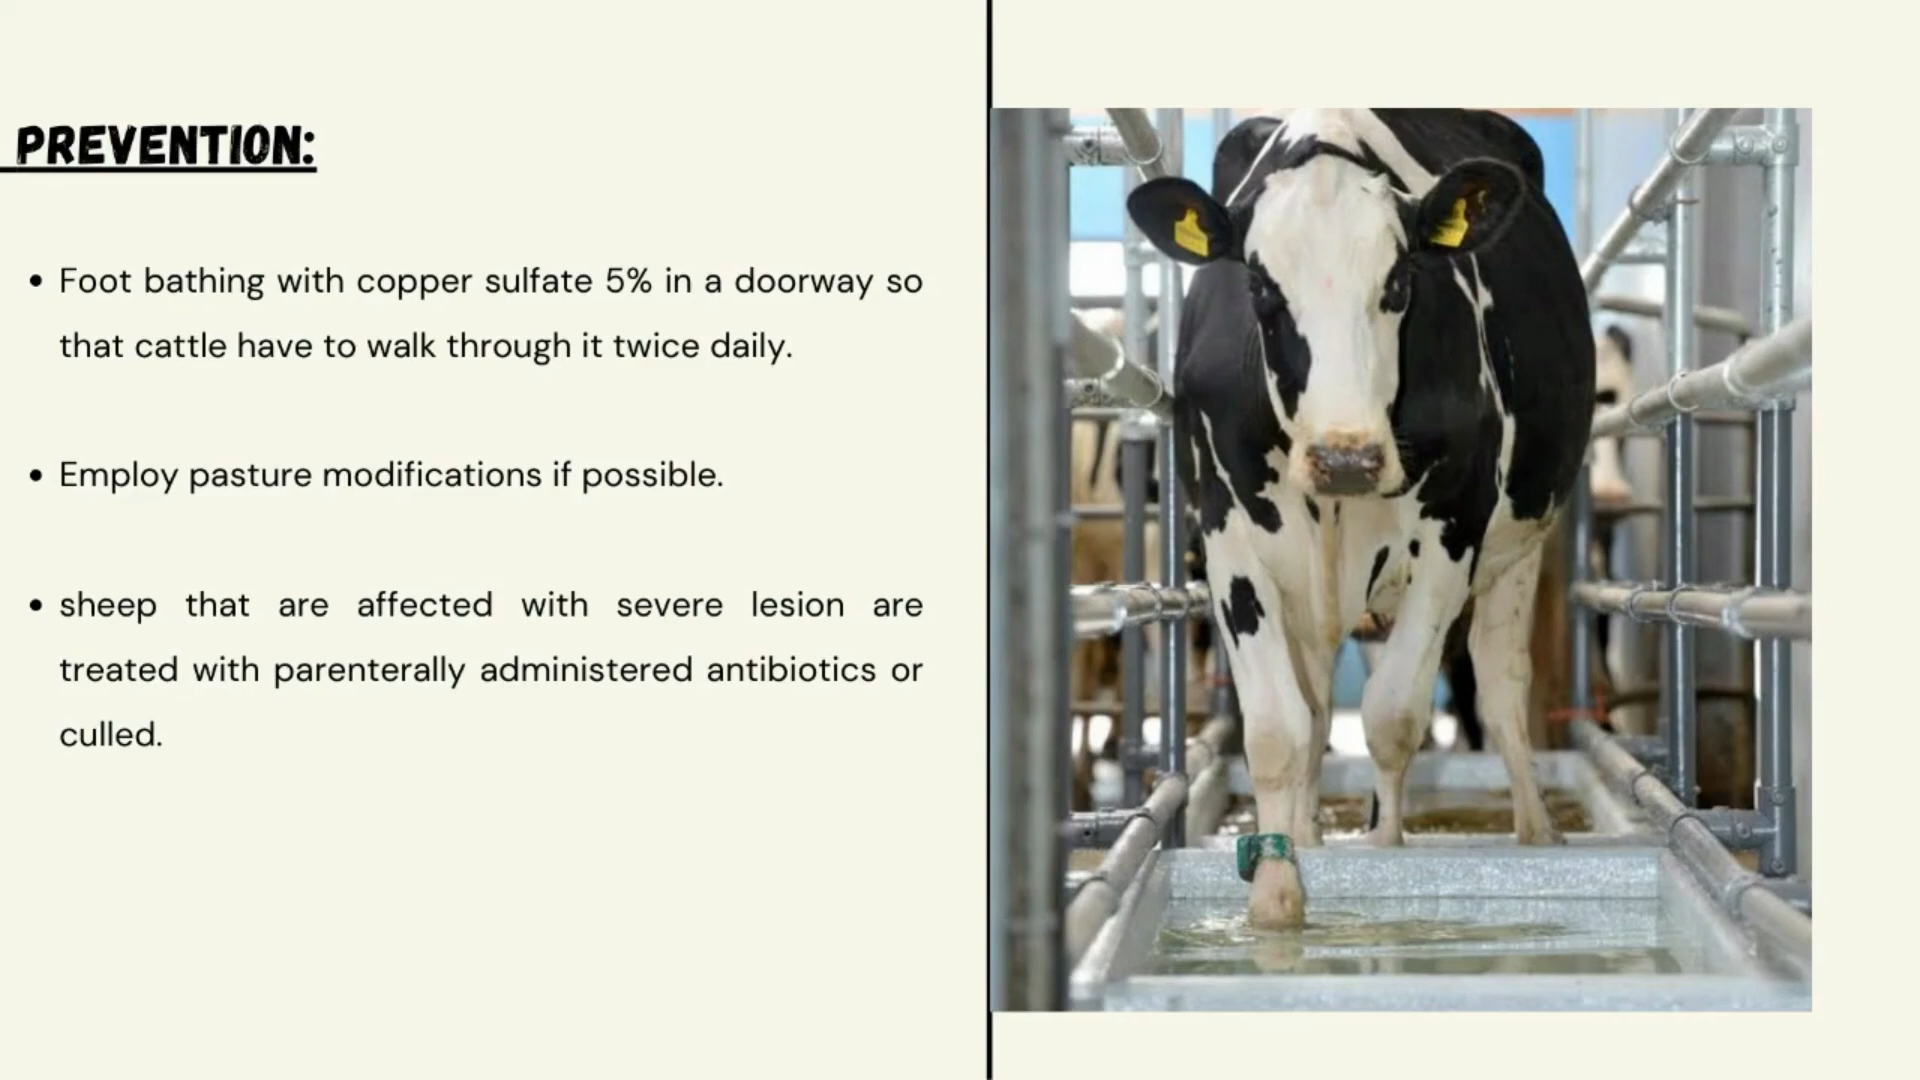 PREVENTION:
• Foot bathing with copper sulfate 5% in a doorway so
that cattle have to walk through it twice daily.
• Employ pasture modifications if possible.
• sheep that are affected with severe lesion are
treated with parenterally administered antibiotics or
culled.